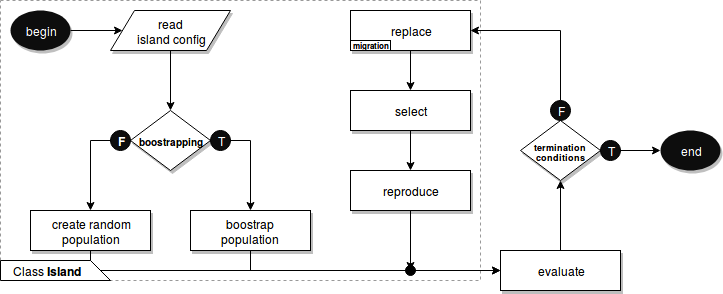 begin
read
island config
boostrapping
F
T
create random
population
boostrap
population
Class Island
replace
migration
select
reproduce
evaluate
termination
conditions
F
T
end